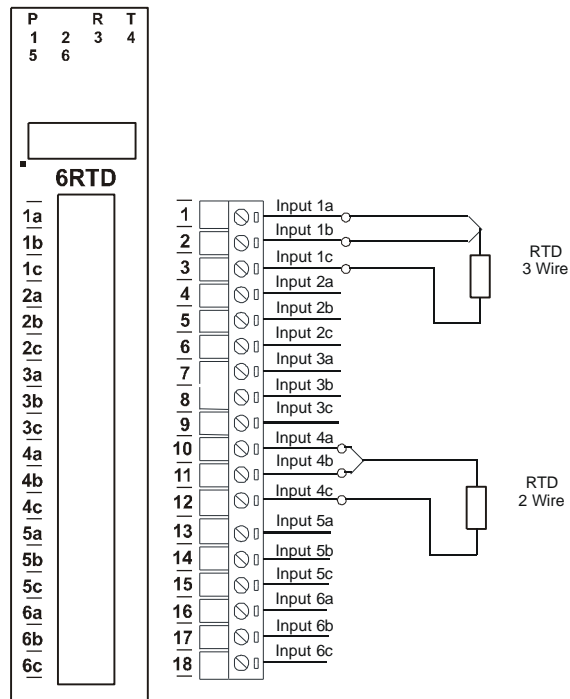 P R T
1 2 3 4
5 6
6RTD
1a
1b
1c
2a
2b
2c
3a
3b
3c
4a
4b
4c
5a
5b
5c
6a
6b
6c
1 Input 1a
2 Input 1b
3 Input 1c
4 Input 2a
5 Input 2b
6 Input 2c
7 Input 3a
8 Input 3b
9 Input 3c
10 Input 4a
11 Input 4b
12 Input 4c
13 Input 5a
14 Input 5b
15 Input 5c
16 Input 6a
17 Input 6b
18 Input 6c
RTD
3 Wire
RTD
2 Wire